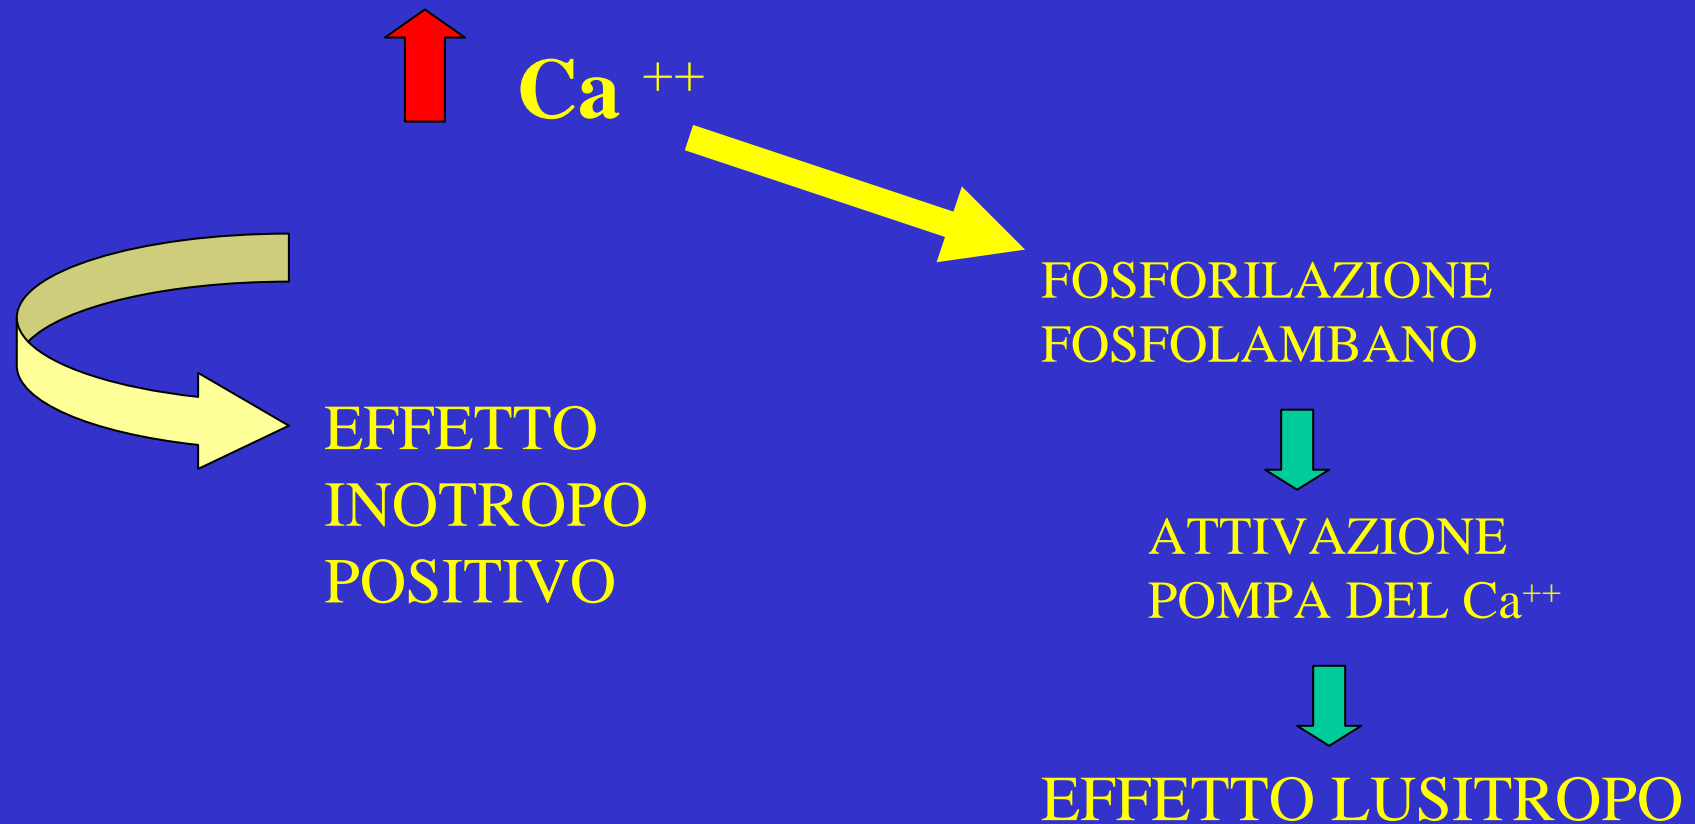 Ca ++
EFFETTO
INOTROPO
POSITIVO
FOSFORILAZIONE
FOSFOLAMBANO
ATTIVAZIONE
POMPA DEL Ca++
EFFETTO LUSITROPO